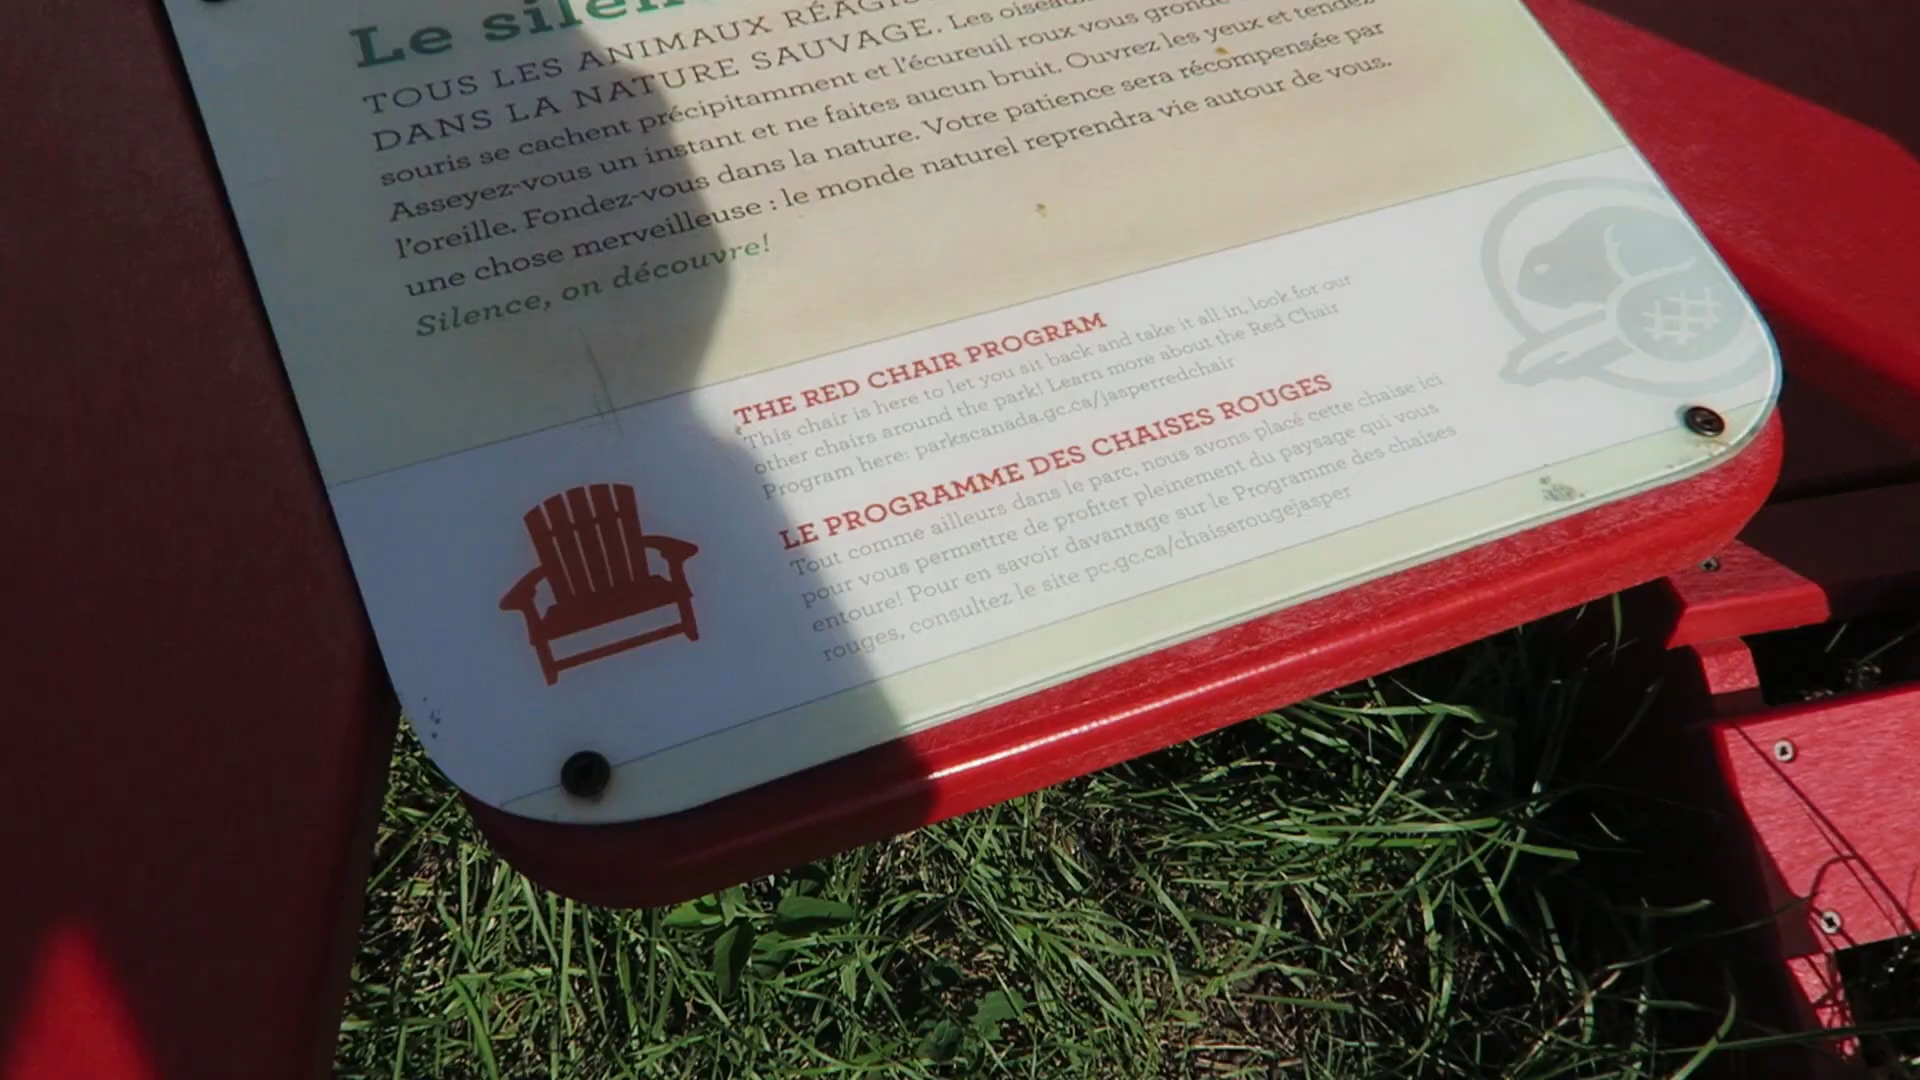 Le silen
TOUS LES ANIMAUX RÉAGIS
DANS LA NATURE SAUVAGE. Les oiseau
souris se cachent précipitamment et l'écureuil roux vous gronde
Asseyez-vous un instant et ne faites aucun bruit. Ouvrez les yeux et tendez
l'oreille. Fondez-vous dans la nature. Votre patience sera récompensée par
une chose merveilleuse : le monde naturel reprendra vie autour de vous.
Silence, on découvre!
THE RED CHAIR PROGRAM
This chair is here to let you sit back and take it all in, look for our
other chairs around the park! Learn more about the Red Chair
Program here: parkscanada.gc.ca/jasperredchair
LE PROGRAMME DES CHAISES ROUGES
Tout comme ailleurs dans le parc, nous avons placé cette chaise ici
pour vous permettre de profiter pleinement du paysage qui vous
entoure! Pour en savoir davantage sur le Programme des chaises
rouges, consultez le site pc.gc.ca/chaiserougejasper